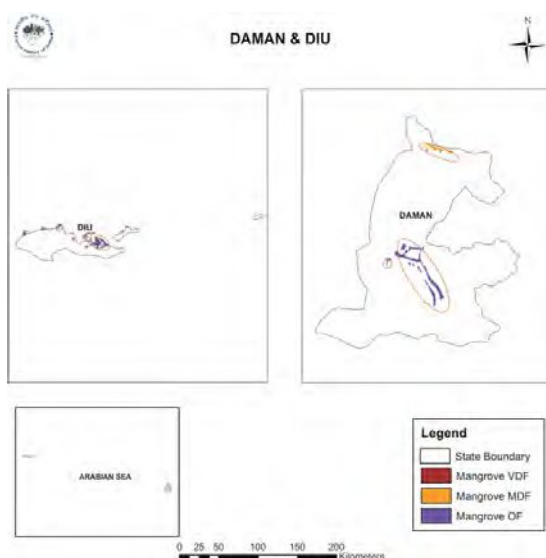 DAMAN & DIU
N
DIU
DAMAN
ARABIAN SEA
Legend
State Boundary
Mangrove VDF
Mangrove MDF
Mangrove OF
0 25 50 100 150 200
Kilometers